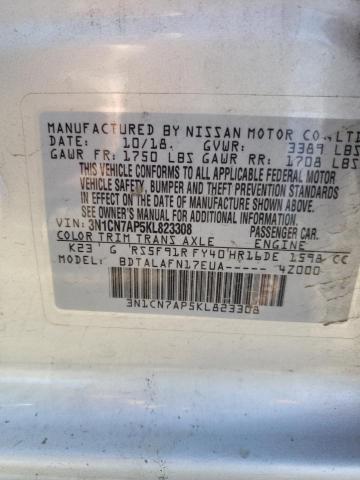 MANUFACTURED BY NISSAN MOTOR CO.,LTD
DATE: 10/18. GVWR: 3389 LBS
GAWR FR: 1750 LBS GAWR RR: 1708 LBS
THIS VEHICLE CONFORMS TO ALL APPLICABLE FEDERAL MOTOR
VEHICLE SAFETY, BUMPER AND THEFT PREVENTION STANDARDS
IN EFFECT ON THE DATE OF MANUFACTURE SHOWN ABOVE.
SEE OWNER'S MANUAL OR INFORMATION
VIN: 3N1CN7AP5KL823308 PASSENGER CAR.
COLOR TRIM TRANS AXLE ENGINE
K23 G RS5F91R FY40 HR16DE 1598 CC
MODEL: BDTALAFN17EUA----- 4Z000
3N1CN7AP5KL823308